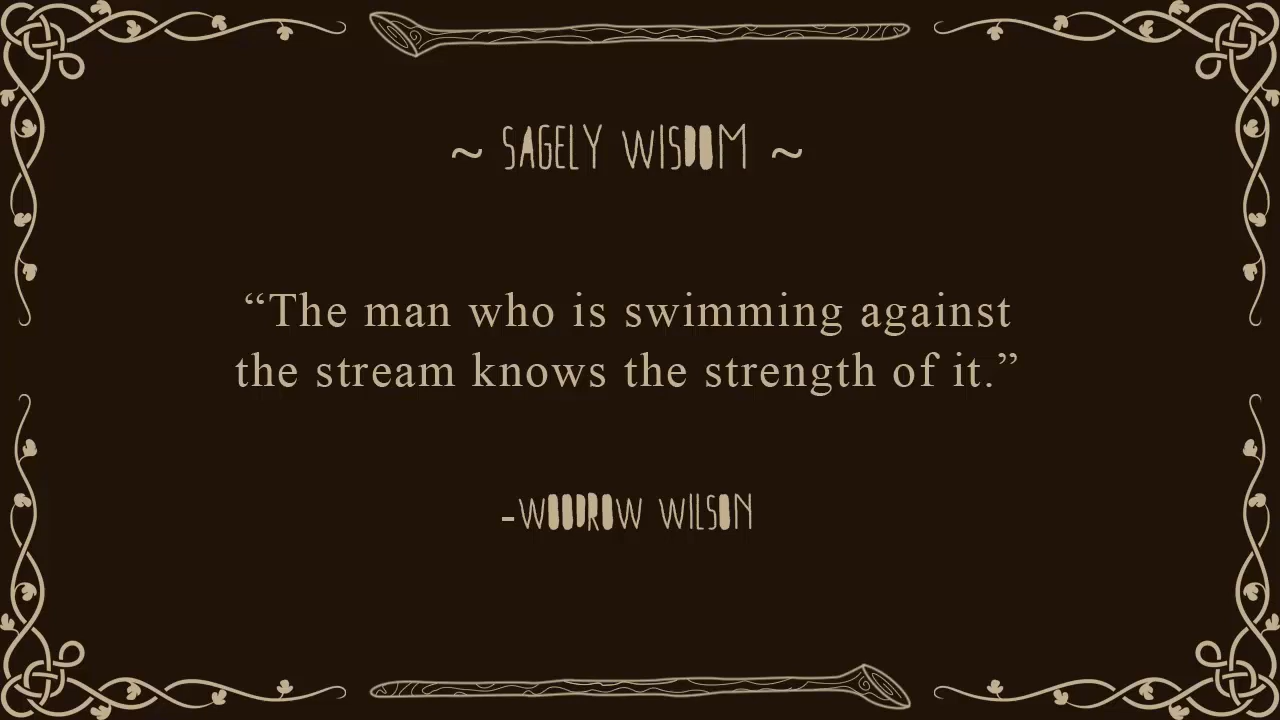 ~ SAGELY WISDOM ~
“The man who is swimming against
the stream knows the strength of it.”
-WOODROW WILSON